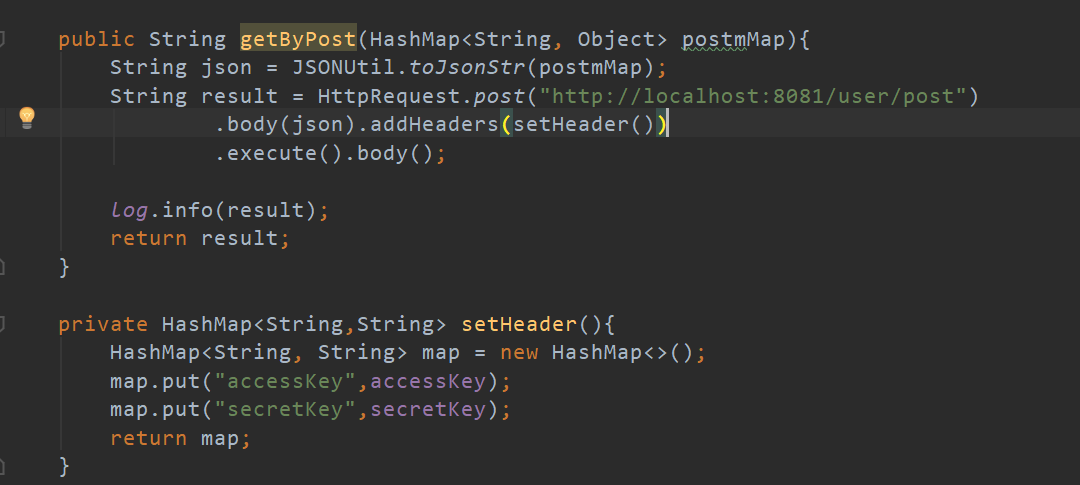 public String getByPost(HashMap<String, Object> postmMap){
String json = JSONUtil.toJsonStr(postmMap);
String result = HttpRequest.post("http://localhost:8081/user/post")
.body(json).addHeaders(setHeader())
.execute().body();
log.info(result);
return result;
}
private HashMap<String,String> setHeader(){
HashMap<String, String> map = new HashMap<>();
map.put("accessKey",accessKey);
map.put("secretKey",secretKey);
return map;
}